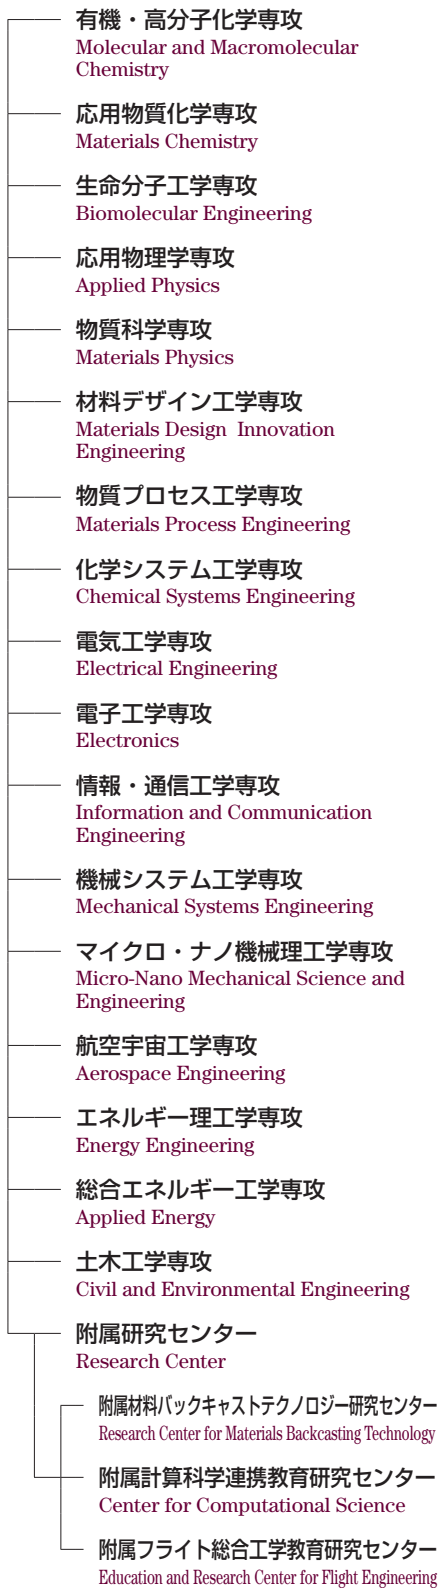 有機・高分子化学専攻
Molecular and Macromolecular
Chemistry
応用物質化学専攻
Materials Chemistry
生命分子工学専攻
Biomolecular Engineering
応用物理学専攻
Applied Physics
物質科学専攻
Materials Physics
材料デザイン工学専攻
Materials Design Innovation
Engineering
物質プロセス工学専攻
Materials Process Engineering
化学システム工学専攻
Chemical Systems Engineering
電気工学専攻
Electrical Engineering
電子工学専攻
Electronics
情報・通信工学専攻
Information and Communication
Engineering
機械システム工学専攻
Mechanical Systems Engineering
マイクロ・ナノ機械理工学専攻
Micro-Nano Mechanical Science and
Engineering
航空宇宙工学専攻
Aerospace Engineering
エネルギー理工学専攻
Energy Engineering
総合エネルギー工学専攻
Applied Energy
土木工学専攻
Civil and Environmental Engineering
附属研究センター
Research Center
附属材料バックキャストテクノロジー研究センター
Research Center for Materials Backcasting Technology
附属計算科学連携教育研究センター
Center for Computational Science
附属フライト総合工学教育研究センター
Education and Research Center for Flight Engineering